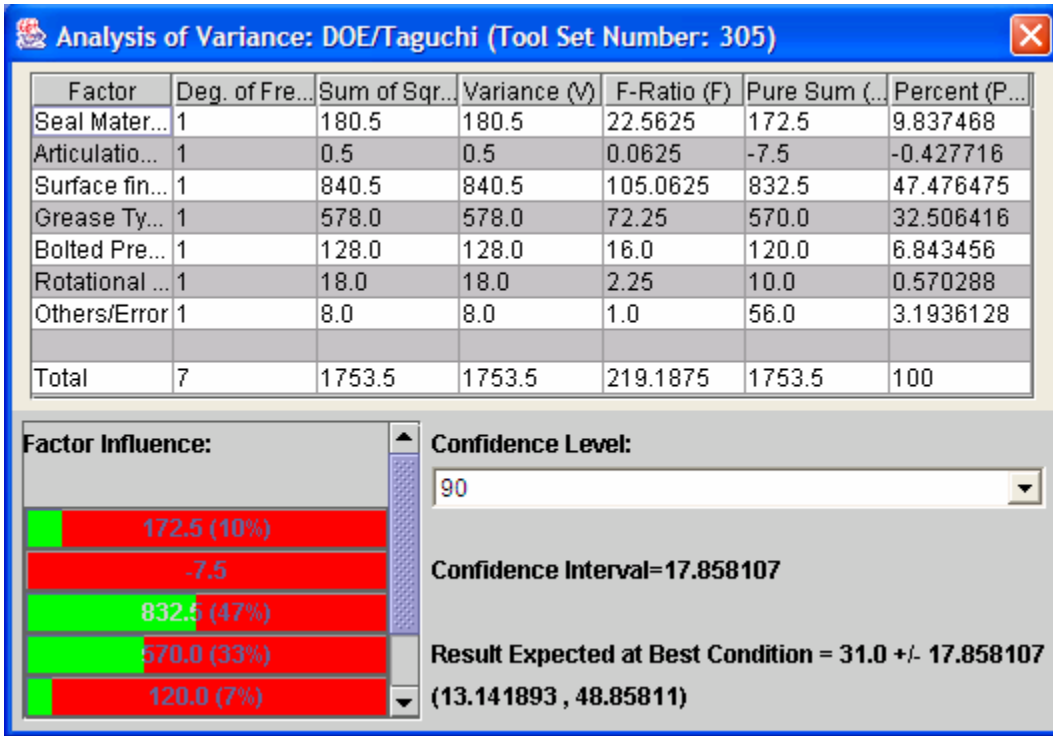 Analysis of Variance: DOE/Taguchi (Tool Set Number: 305)
Factor Deg. of Fre... Sum of Sqr... Variance (V) F-Ratio (F) Pure Sum (... Percent (P...
Seal Mater... 1 180.5 180.5 22.5625 172.5 9.837468
Articulatio... 1 0.5 0.5 0.0625 -7.5 -0.427716
Surface fin... 1 840.5 840.5 105.0625 832.5 47.476475
Grease Ty... 1 578.0 578.0 72.25 570.0 32.506416
Bolted Pre... 1 128.0 128.0 16.0 120.0 6.843456
Rotational ... 1 18.0 18.0 2.25 10.0 0.570288
Others/Error 1 8.0 8.0 1.0 56.0 3.1936128
Total 7 1753.5 1753.5 219.1875 1753.5 100
Factor Influence:
172.5 (10%)
-7.5
832.5 (47%)
570.0 (33%)
120.0 (7%)
Confidence Level:
90
Confidence Interval=17.858107
Result Expected at Best Condition = 31.0 +/- 17.858107
(13.141893 , 48.85811)